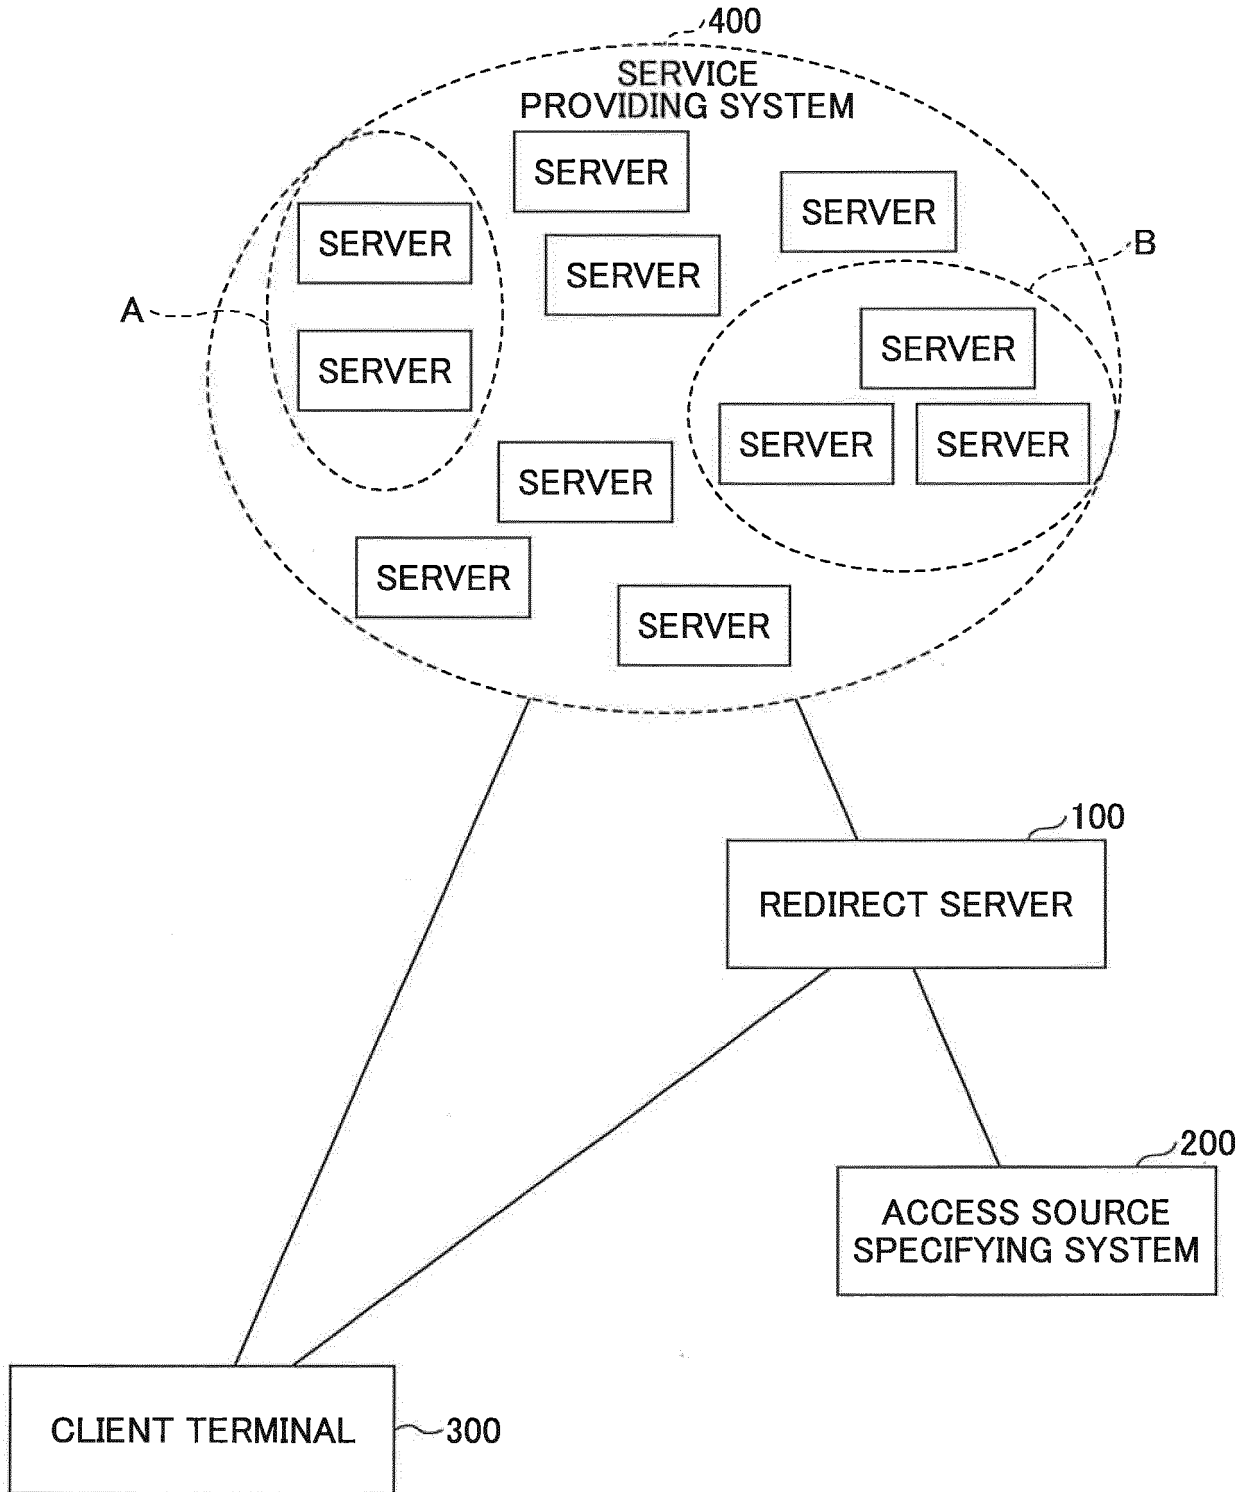 400
SERVICE
PROVIDING SYSTEM
SERVER
SERVER
SERVER
SERVER
B
A
SERVER
SERVER
SERVER
SERVER
SERVER
SERVER
SERVER
100
REDIRECT SERVER
200
ACCESS SOURCE
SPECIFYING SYSTEM
CLIENT TERMINAL
300